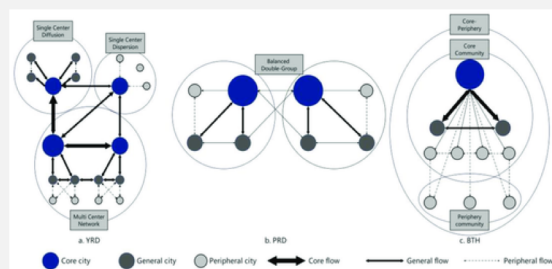 Single Center
Diffusion
Single Center
Dispersion
Multi Center
Network
a. YRD
Balanced
Double-Group
b. PRD
Core-
Periphery
Core
Community
Periphery
community
c. BTH
Core city
General city
Peripheral city
Core flow
General flow
Peripheral flow